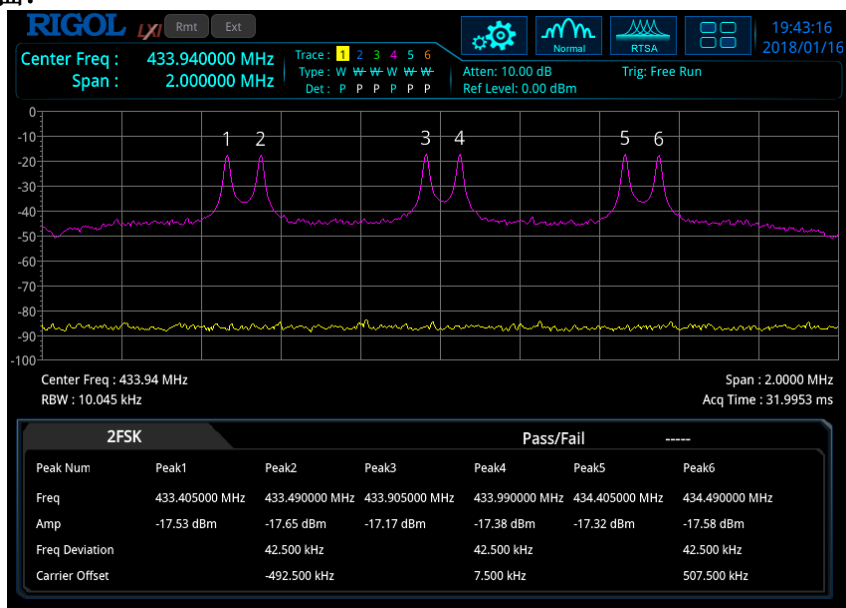 RIGOL LXI Rmt Ext Normal RTSA 19:43:16
2018/01/16
Center Freq : 433.940000 MHz
Span : 2.000000 MHz
Trace : 1 2 3 4 5 6
Type : W W W W W W
Det : P P P P P P
Atten: 10.00 dB Trig: Free Run
Ref Level: 0.00 dBm
0
-10
-20
-30
-40
-50
-60
-70
-80
-90
-100
1 2 3 4 5 6
Center Freq : 433.94 MHz Span : 2.0000 MHz
RBW : 10.045 kHz Acq Time : 31.9953 ms
2FSK Pass/Fail -----
Peak Num Peak1 Peak2 Peak3 Peak4 Peak5 Peak6
Freq 433.405000 MHz 433.490000 MHz 433.905000 MHz 433.990000 MHz 434.405000 MHz 434.490000 MHz
Amp -17.53 dBm -17.65 dBm -17.17 dBm -17.38 dBm -17.32 dBm -17.58 dBm
Freq Deviation 42.500 kHz 42.500 kHz 42.500 kHz
Carrier Offset -492.500 kHz 7.500 kHz 507.500 kHz